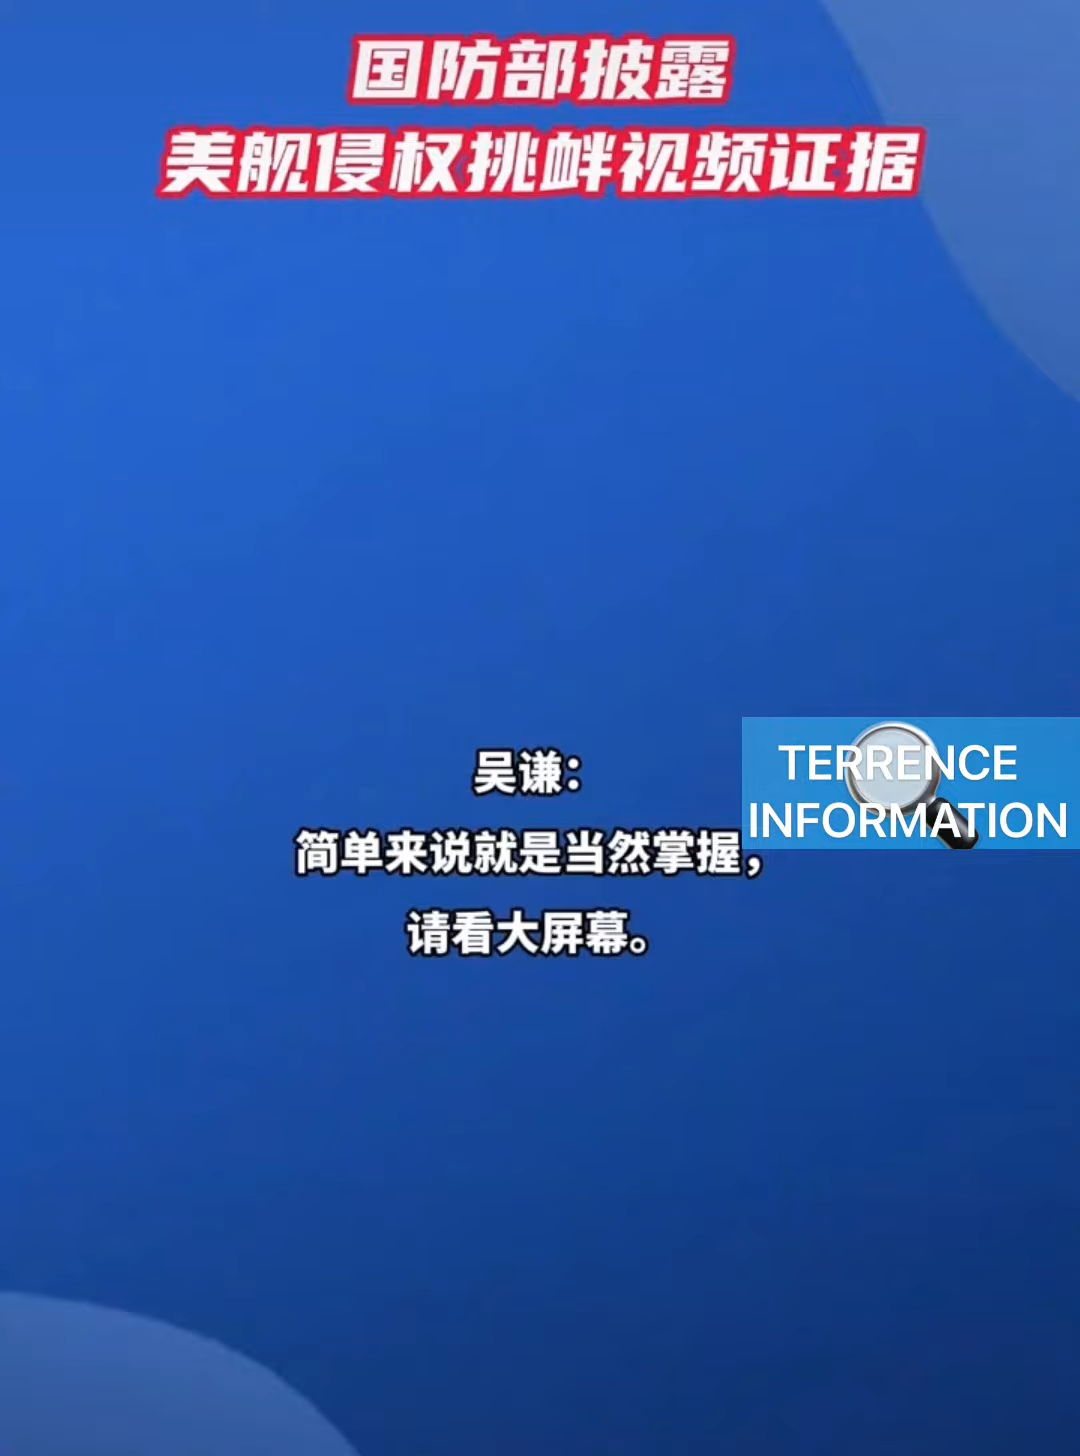 国防部披露
美舰侵权挑衅视频证据
吴谦：
简单来说就是当然掌握，
请看大屏幕。
TERRENCE
INFORMATION